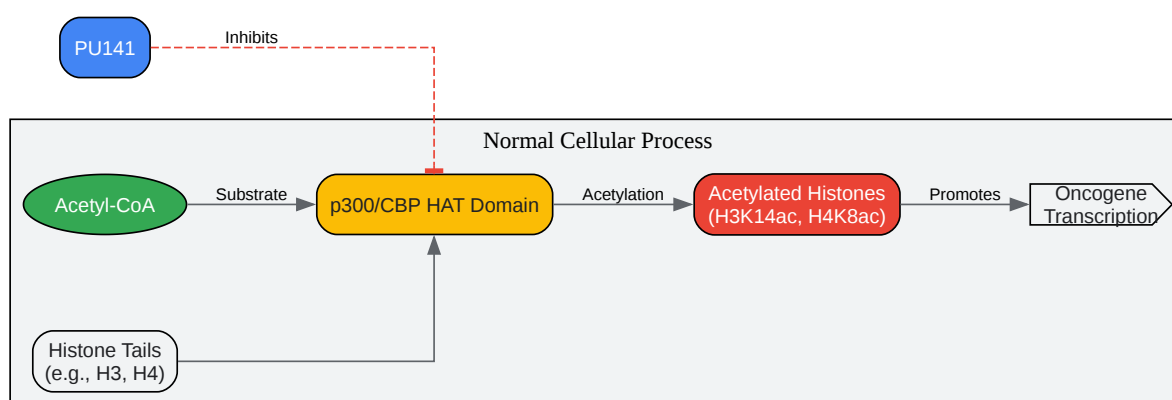 PU141
Inhibits
Normal Cellular Process
Acetyl-CoA
Substrate
p300/CBP HAT Domain
Acetylation
Acetylated Histones
(H3K14ac, H4K8ac)
Promotes
Oncogene
Transcription
Histone Tails
(e.g., H3, H4)